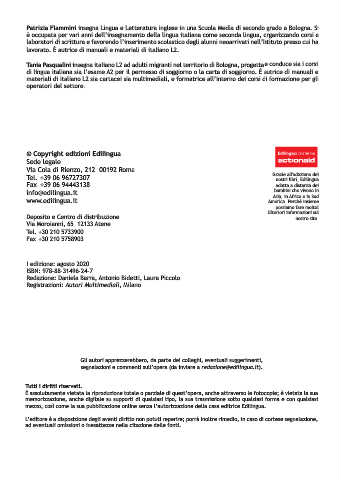 Patrizia Flammini insegna Lingua e Letteratura inglese in una Scuola Media di secondo grado a Bologna. Si
è occupata per vari anni dell'insegnamento della lingua italiana come seconda lingua, organizzando corsi e
laboratori di scrittura e favorendo l'inserimento scolastico degli alunni neoarrivati nell'istituto presso cui ha
lavorato. È autrice di manuali e materiali di italiano L2.
Tania Pasqualini insegna italiano L2 ad adulti migranti nel territorio di Bologna, progetta e conduce sia i corsi
di lingua italiana sia l'esame A2 per il permesso di soggiorno o la carta di soggiorno. È autrice di manuali e
materiali di italiano L2 sia cartacei sia multimediali, e formatrice all'interno dei corsi di formazione per gli
operatori del settore.
© Copyright edizioni Edilingua
Sede legale
Via Cola di Rienzo, 212 00192 Roma
Tel. +39 06 96727307
Fax +39 06 94443138
info@edilingua.it
www.edilingua.it
Deposito e Centro di distribuzione
Via Moroianni, 65 12133 Atene
Tel. +30 210 5733900
Fax +30 210 5758903
Edilingua
actionaid
Grazie all'adozione dei
nostri libri, Edilingua
adotta a distanza dei
bambini che vivono in
Asia, in Africa e in Sud
America. Perché insieme
possiamo fare molto!
Ulteriori informazioni sul
nostro sito.
I edizione: agosto 2020
ISBN: 978-88-31496-24-7
Redazione: Daniela Barra, Antonio Bidetti, Laura Piccolo
Registrazioni: Autori Multimediali, Milano
Gli autori apprezzerebbero, da parte dei colleghi, eventuali suggerimenti,
segnalazioni e commenti sull'opera (da inviare a redazione@edilingua.it).
Tutti i diritti riservati.
È assolutamente vietata la riproduzione totale o parziale di quest'opera, anche attraverso le fotocopie; è vietata la sua
memorizzazione, anche digitale su supporti di qualsiasi tipo, la sua trasmissione sotto qualsiasi forma e con qualsiasi
mezzo, così come la sua pubblicazione online senza l'autorizzazione della casa editrice Edilingua.
L'editore è a disposizione degli aventi diritto non potuti reperire; porrà inoltre rimedio, in caso di cortese segnalazione,
ad eventuali omissioni o inesattezze nella citazione delle fonti.